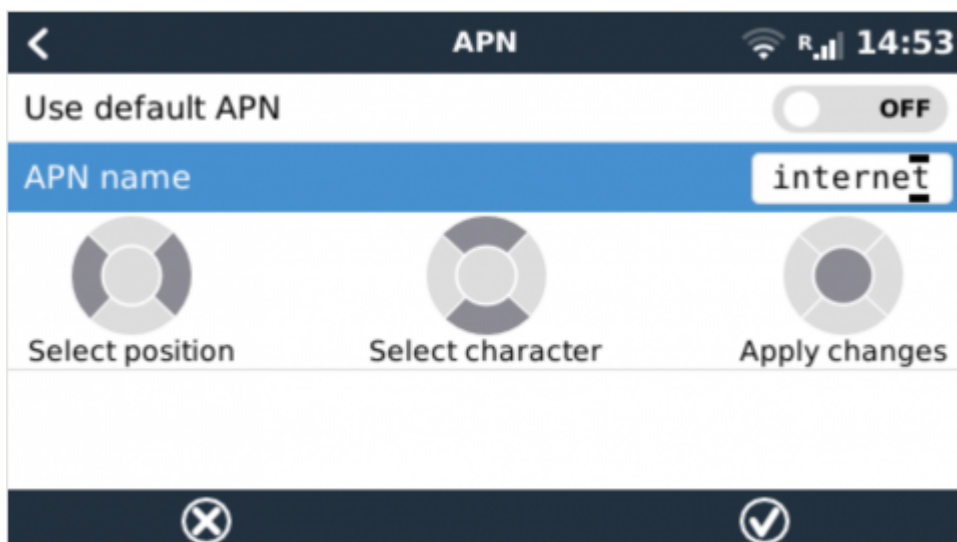 APN R 14:53
Use default APN OFF
APN name internet
Select position Select character Apply changes